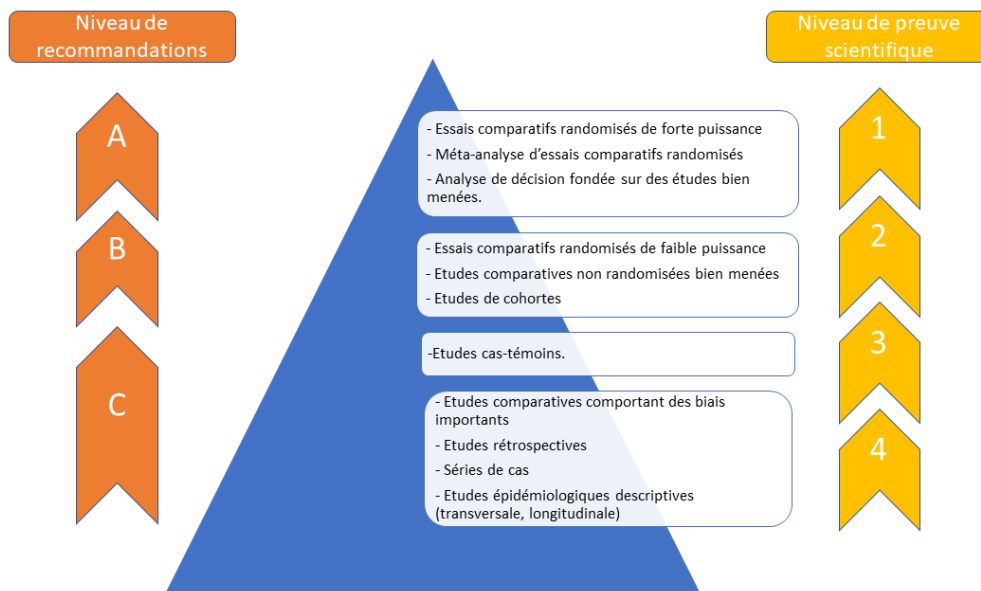 Niveau de
recommandations
Niveau de preuve
scientifique
A
B
C
- Essais comparatifs randomisés de forte puissance
- Méta-analyse d’essais comparatifs randomisés
- Analyse de décision fondée sur des études bien
menées.
- Essais comparatifs randomisés de faible puissance
- Etudes comparatives non randomisées bien menées
- Etudes de cohortes
-Etudes cas-témoins.
- Etudes comparatives comportant des biais
importants
- Etudes rétrospectives
- Séries de cas
- Etudes épidémiologiques descriptives
(transversale, longitudinale)
1
2
3
4